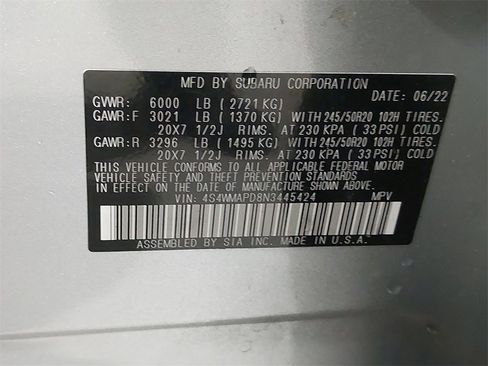 MFD BY SUBARU CORPORATION
DATE: 06/22
GVWR: 6000 LB ( 2721 KG)
GAWR:F 3021 LB ( 1370 KG) WITH 245/50R20 102H TIRES.
20X7 1/2J RIMS. AT 230 KPA ( 33 PSI) COLD
GAWR:R 3296 LB ( 1495 KG) WITH 245/50R20 102H TIRES.
20X7 1/2J RIMS. AT 230 KPA ( 33 PSI) COLD
THIS VEHICLE CONFORMS TO ALL APPLICABLE FEDERAL MOTOR
VEHICLE SAFETY, BUMPER, AND THEFT PREVENTION STANDARDS
IN EFFECT ON THE DATE OF MANUFACTURE SHOWN ABOVE.
VIN: 4S4WMAPD8N3445424 MPV
ASSEMBLED BY SIA INC. MADE IN U.S.A.